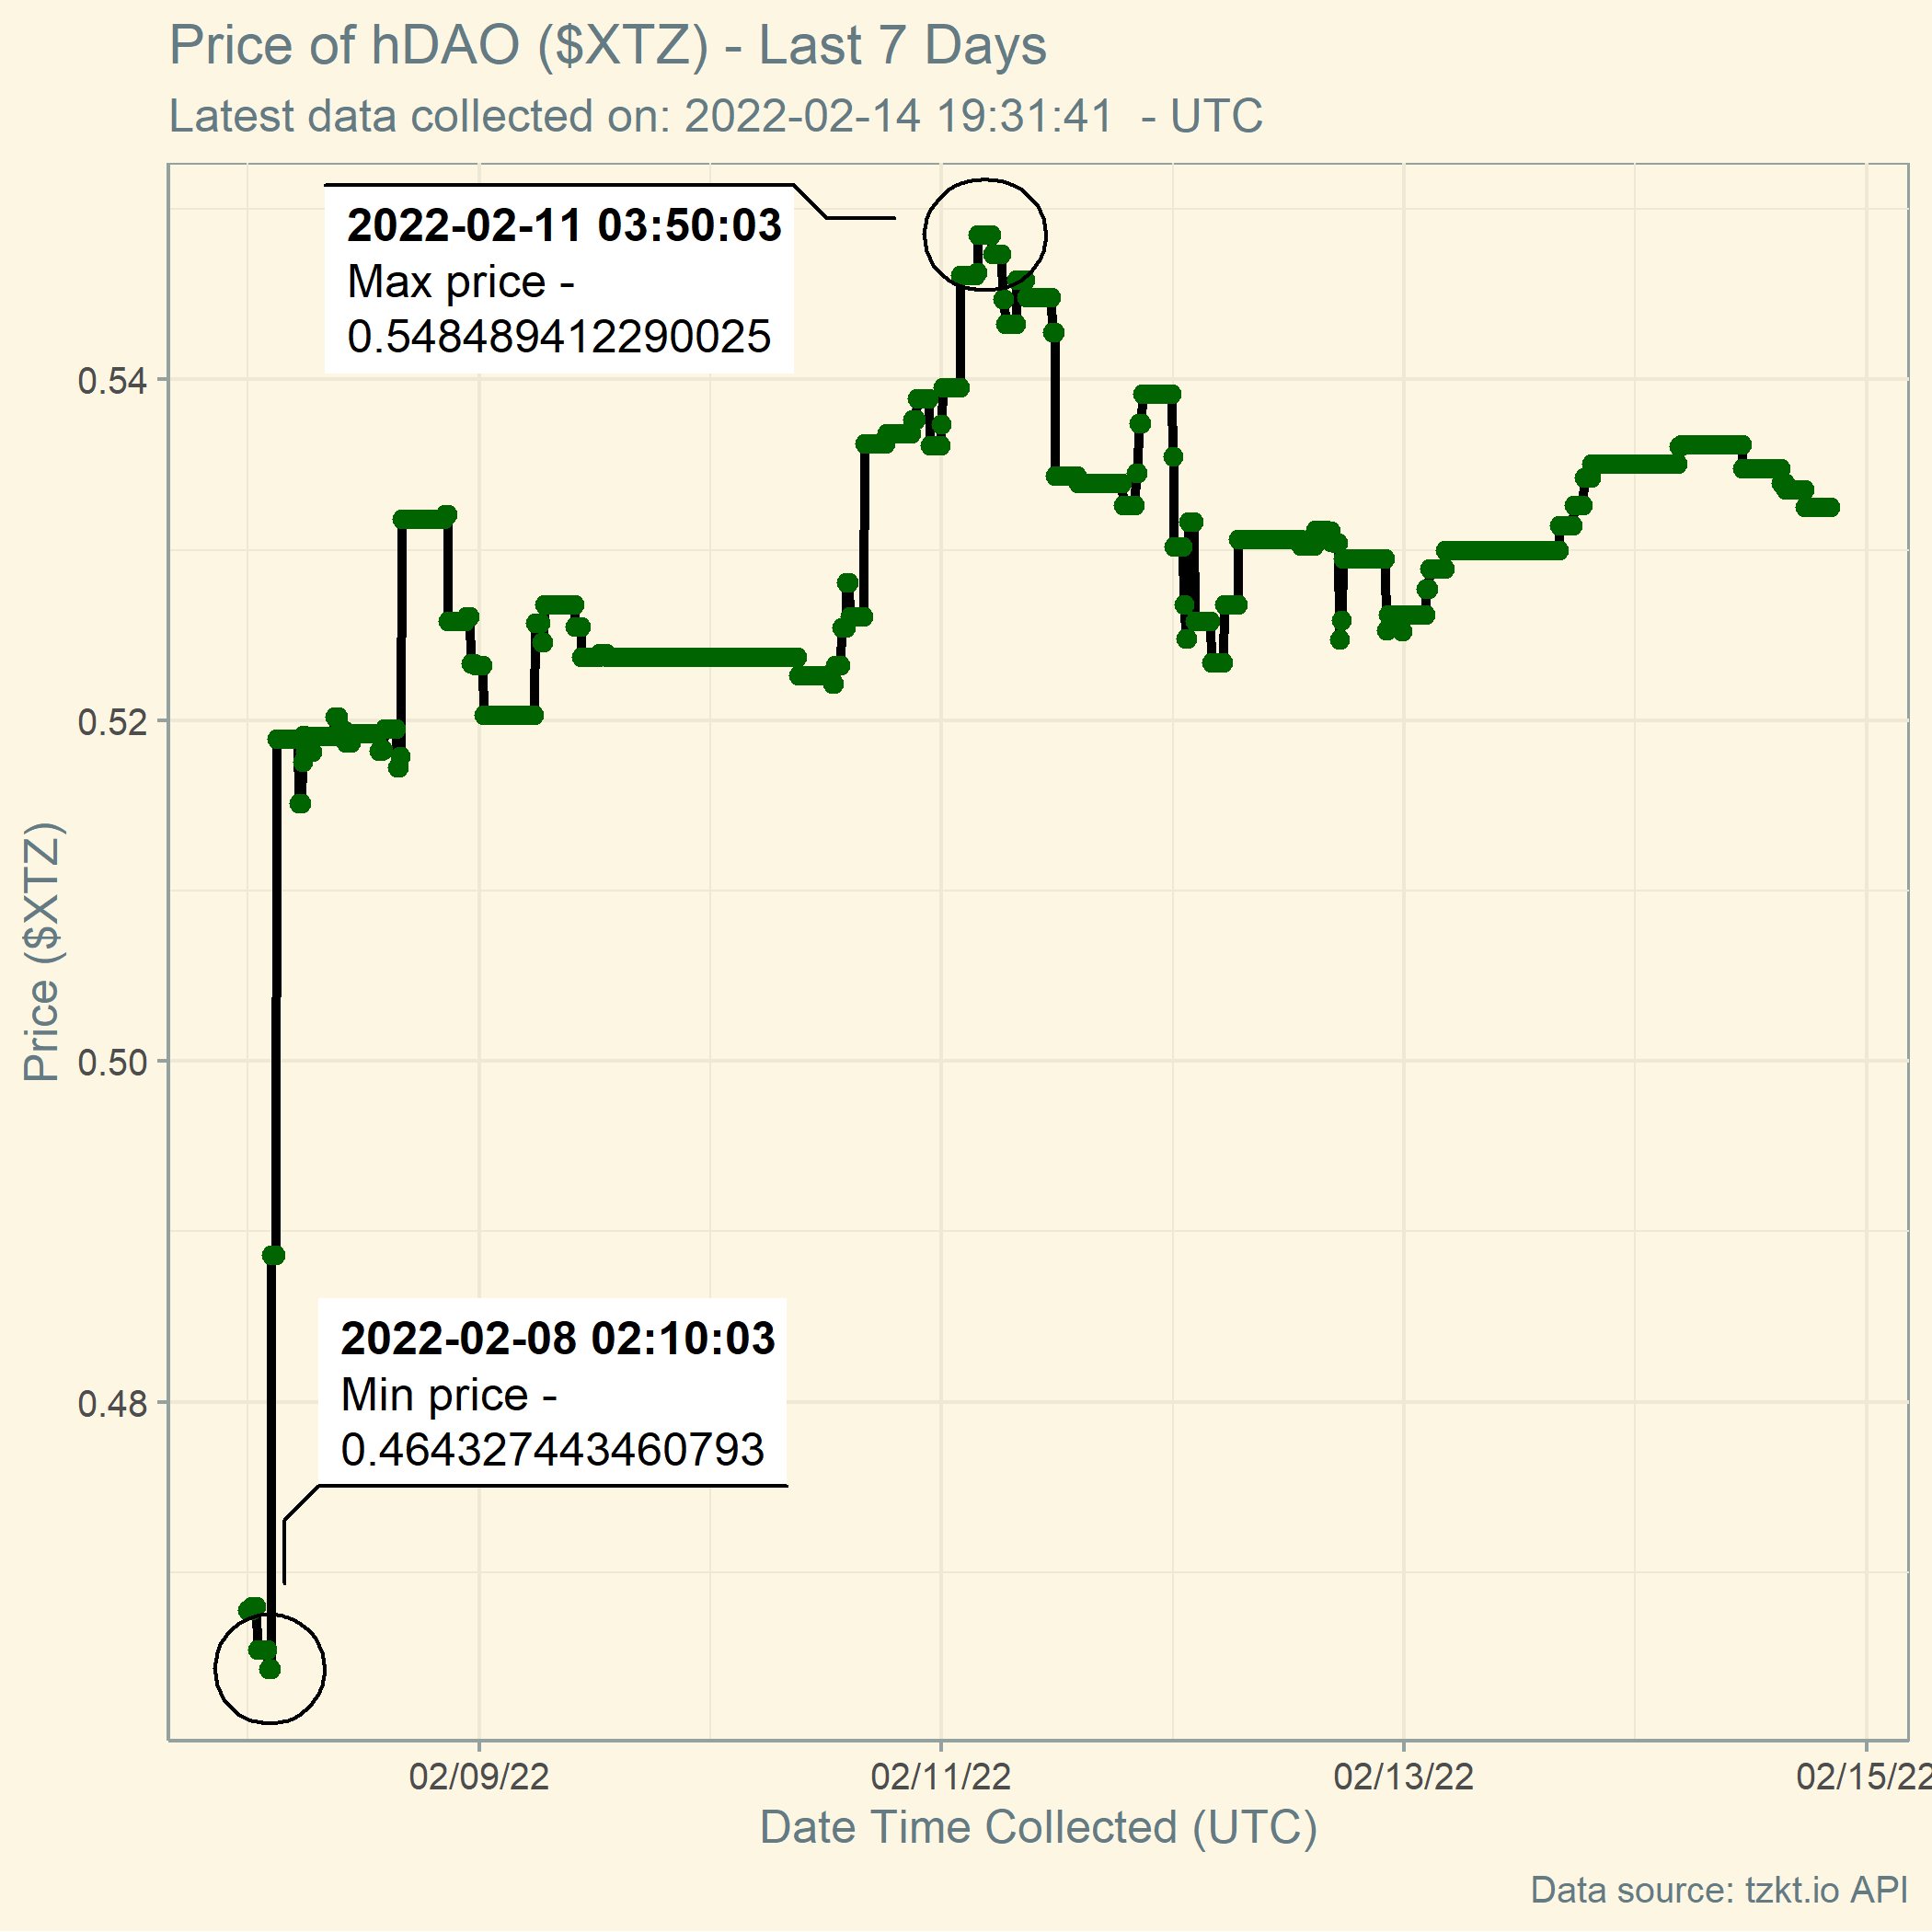 Price of hDAO ($XTZ) - Last 7 Days
Latest data collected on: 2022-02-14 19:31:41  - UTC
2022-02-11 03:50:03
Max price -
0.548489412290025
0.54
0.52
Price ($XTZ)
0.50
2022-02-08 02:10:03
Min price -
0.464327443460793
0.48
02/09/22
02/11/22
02/13/22
02/15/22
Date Time Collected (UTC)
Data source: tzkt.io API